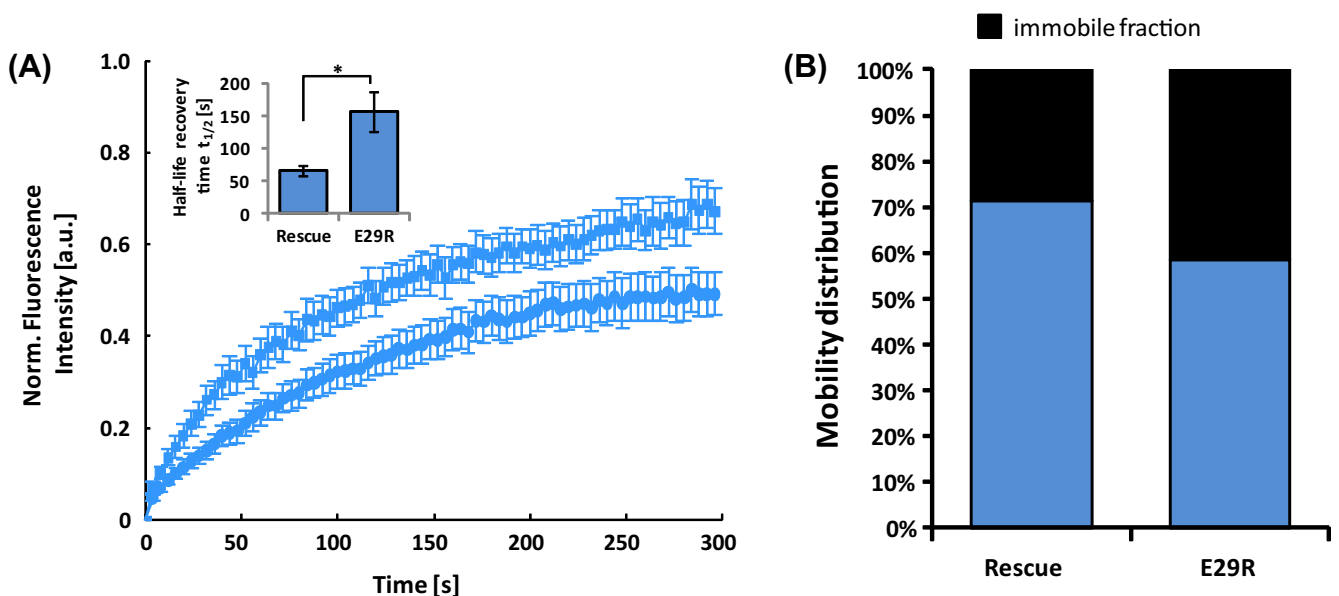 (A)
Norm. Fluorescence
Intensity [a.u.]
1.0
0.8
0.6
0.4
0.2
0
0
50
100
150
200
250
300
Time [s]
Half-life recovery
time t1/2 [s]
200
150
100
50
0
*
Rescue
E29R
(B)
immobile fraction
Mobility distribution
100%
90%
80%
70%
60%
50%
40%
30%
20%
10%
0%
Rescue
E29R